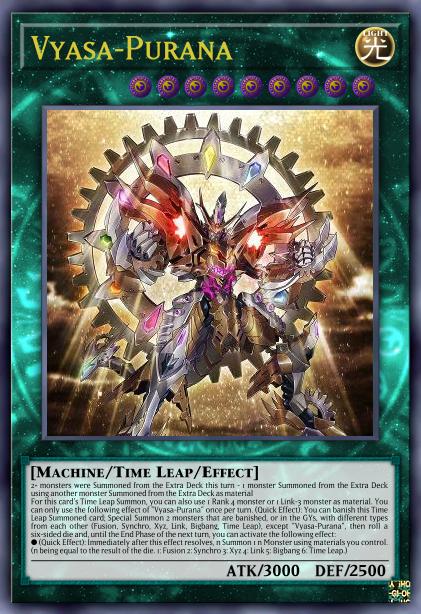 Vyasa-Purana
LIGHT
光
[Machine/Time Leap/Effect]
2+ monsters were Summoned from the Extra Deck this turn - 1 monster Summoned from the Extra Deck
using another monster Summoned from the Extra Deck as material
For this card's Time Leap Summon, you can also use 1 Rank 4 monster or 1 Link-3 monster as material. You
can only use the following effect of "Vyasa-Purana" once per turn. (Quick Effect): You can banish this Time
Leap Summoned card; Special Summon 2 monsters that are banished, or in the GYs, with different types
from each other (Fusion, Synchro, Xyz, Link, Bigbang, Time Leap), except "Vyasa-Purana", then roll a
six-sided die and, until the End Phase of the next turn, you can activate the following effect:
●(Quick Effect): Immediately after this effect resolves, n Summon 1 n Monster using materials you control.
(n being equal to the result of the die. 1: Fusion 2: Synchro 3: Xyz 4: Link 5: Bigbang 6: Time Leap.)
ATK/3000 DEF/2500